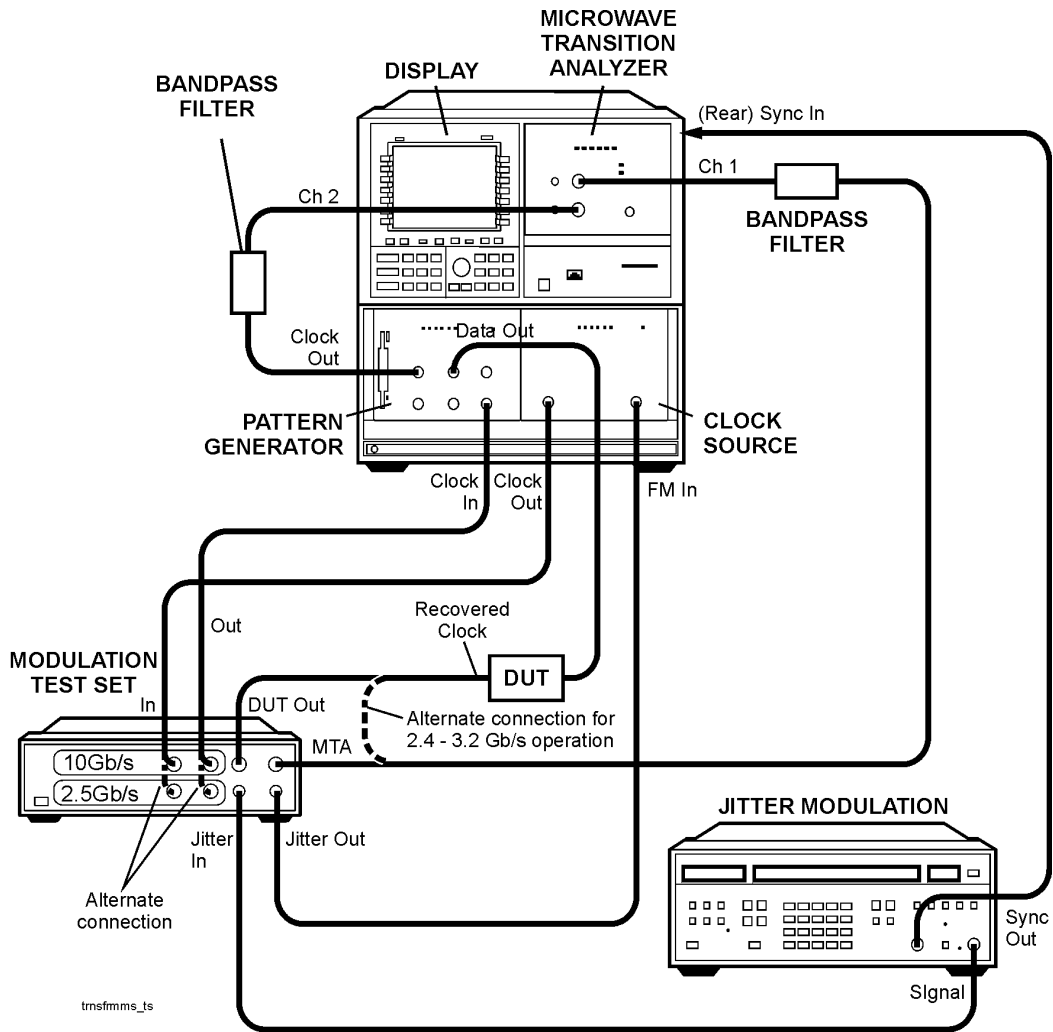 MICROWAVE
TRANSITION
ANALYZER
DISPLAY
BANDPASS
FILTER
(Rear) Sync In
Ch 1
Ch 2
BANDPASS
FILTER
Clock
Out
Data Out
PATTERN
GENERATOR
CLOCK
SOURCE
Clock
In
Clock
Out
FM In
Recovered
Clock
Out
DUT
MODULATION
TEST SET
In
DUT Out
Alternate connection for
2.4 - 3.2 Gb/s operation
MTA
10Gb/s
2.5Gb/s
JITTER MODULATION
Jitter
In
Jitter Out
Alternate
connection
Sync
Out
SIgnal
trnsfrmms_ts